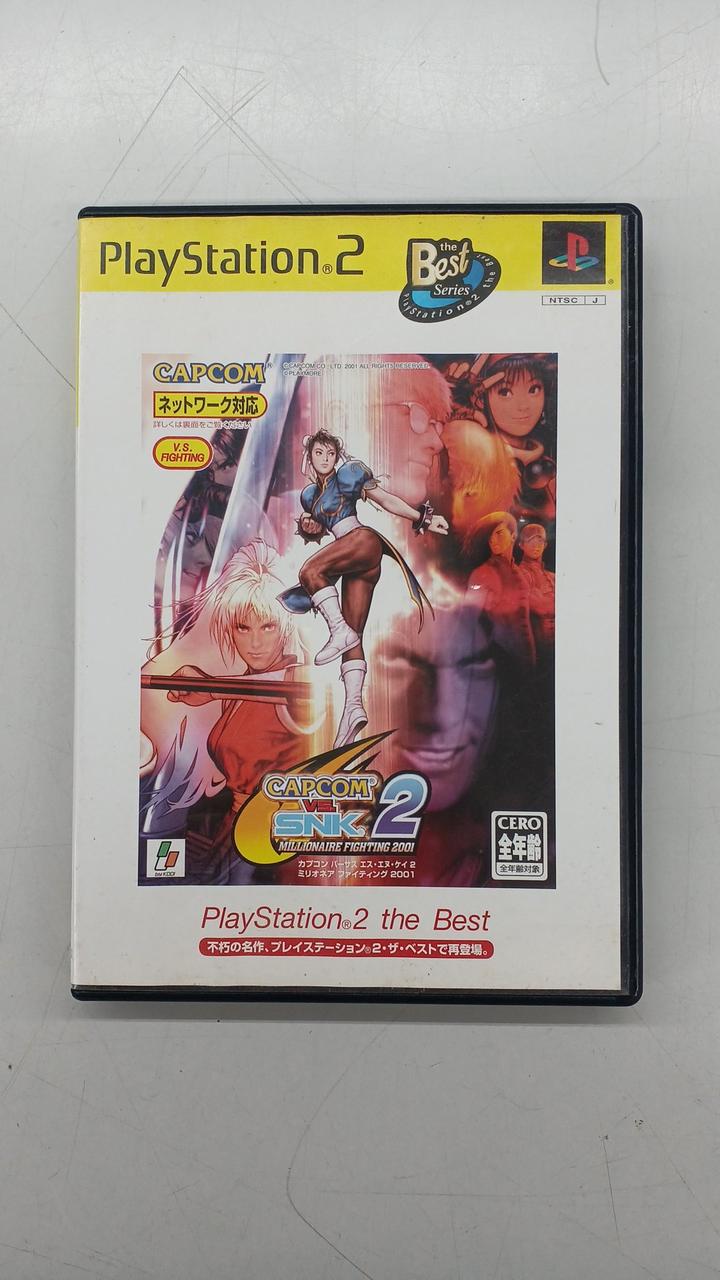 PlayStation®2
the
Best
Series
PlayStation®2 the Best
NTSC J
CAPCOM®
©CAPCOM CO., LTD. 2001 ALL RIGHTS RESERVED.
©PLAYMORE
ネットワーク対応
詳しくは裏面をご覧ください
V.S.
FIGHTING
CAPCOM®
VS.
SNK 2
MILLIONAIRE FIGHTING 2001
カプコン バーサス エス・エヌ・ケイ 2
ミリオネア ファイティング 2001
by KDDI
CERO
全年齢
全年齢対象
PlayStation®2 the Best
不朽の名作、プレイステーション®2・ザ・ベストで再登場。